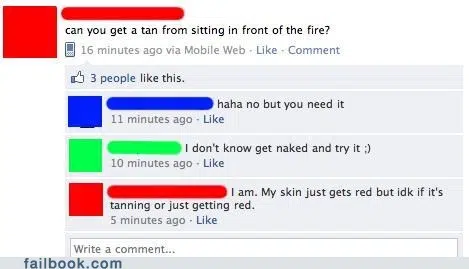 can you get a tan from sitting in front of the fire?
16 minutes ago via Mobile Web · Like · Comment
3 people like this.
haha no but you need it
11 minutes ago · Like
I don't know get naked and try it ;)
10 minutes ago · Like
I am. My skin just gets red but idk if it's
tanning or just getting red.
5 minutes ago · Like
Write a comment...
failbook.com